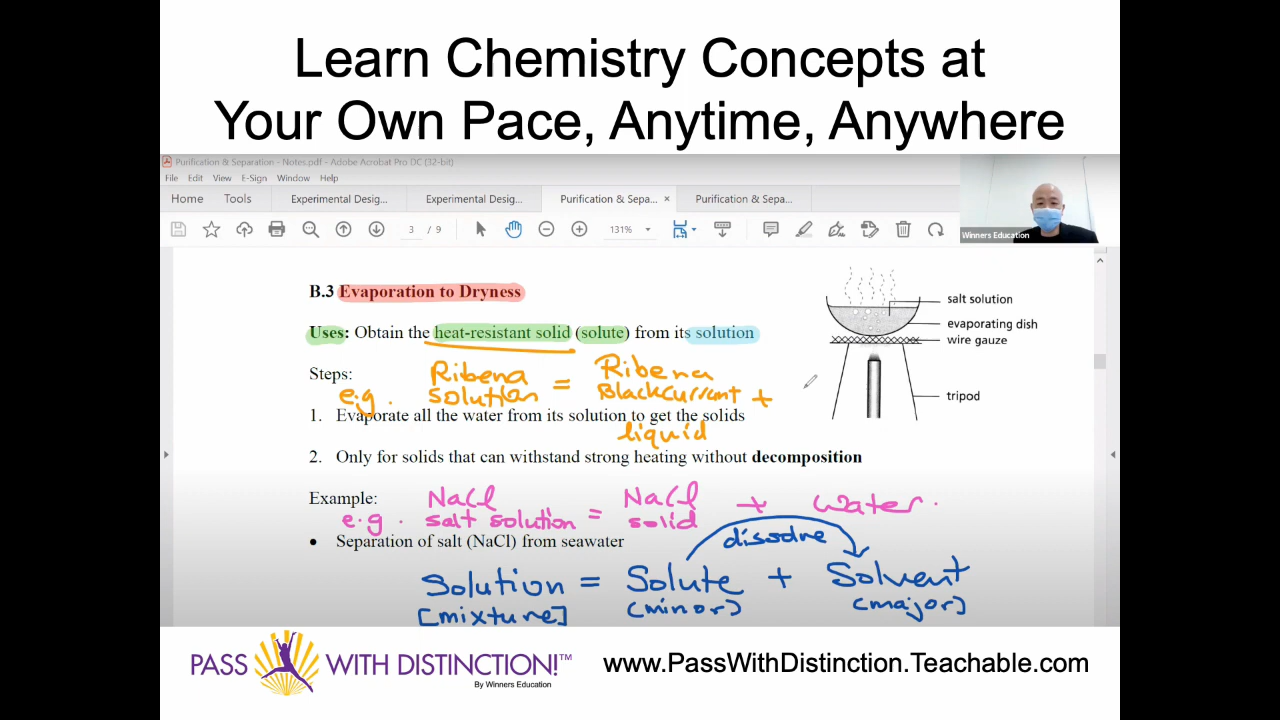 Learn Chemistry Concepts at
Your Own Pace, Anytime, Anywhere
Purification & Separation - Notes.pdf - Adobe Acrobat Pro DC (32-bit)
File Edit View E-Sign Window Help
Home Tools Experimental Desig... Experimental Desig... Purification & Sepa... × Purification & Sepa...
3 / 9 131%
Winners Education
B.3 Evaporation to Dryness
Uses: Obtain the heat-resistant solid (solute) from its solution
salt solution
evaporating dish
wire gauze
tripod
Steps:
e.g. Ribena solution = Ribena Blackcurrant + liquid
1. Evaporate all the water from its solution to get the solids
2. Only for solids that can withstand strong heating without decomposition
Example:
e.g. NaCl salt solution = NaCl solid + water.
• Separation of salt (NaCl) from seawater
dissolve
Solution = Solute + Solvent
[mixture] (minor) (major)
PASS WITH DISTINCTION!™
By Winners Education
www.PassWithDistinction.Teachable.com